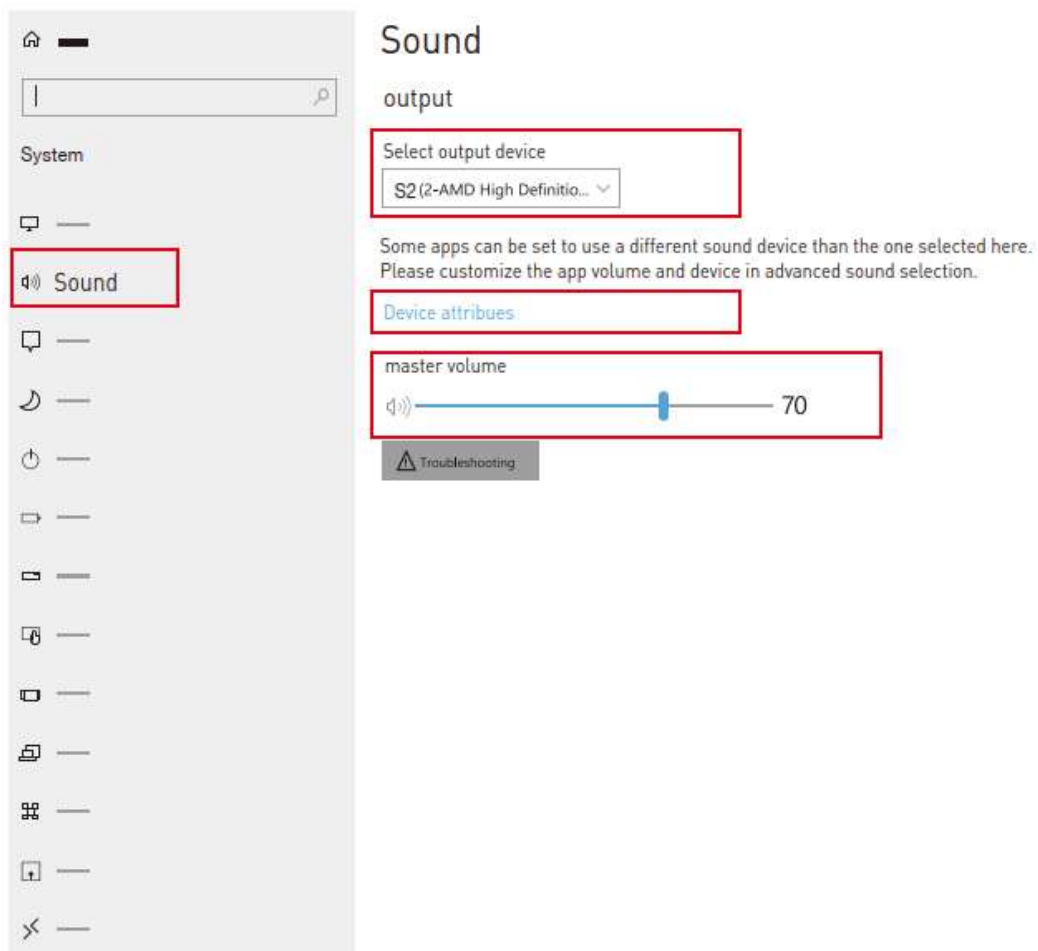 Sound
output
System
Select output device
S2 (2-AMD High Definitio...
Some apps can be set to use a different sound device than the one selected here.
Please customize the app volume and device in advanced sound selection.
Sound
Device attribues
master volume
70
Troubleshooting